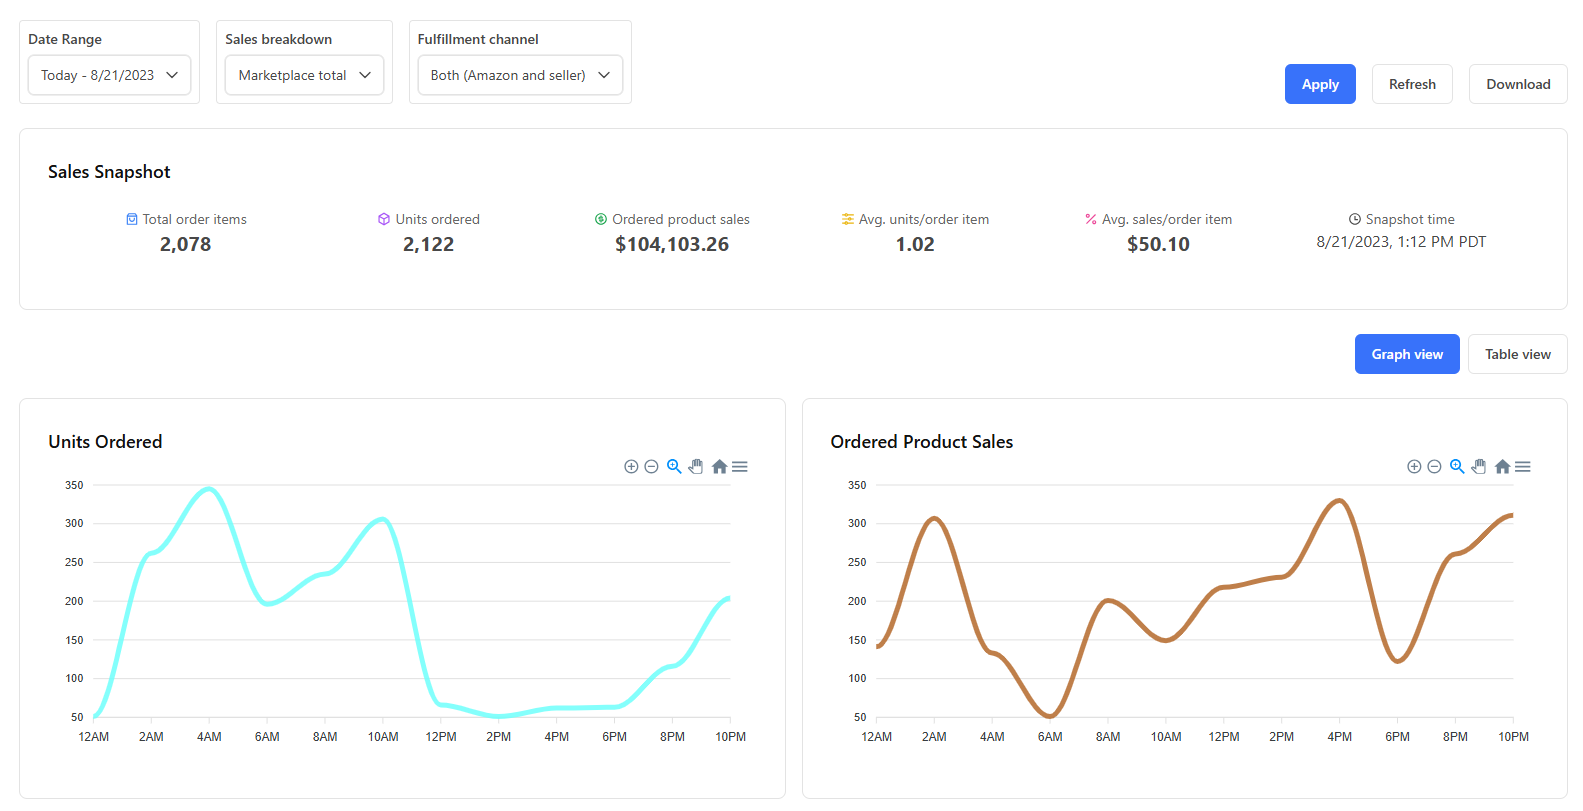 Date Range
Sales breakdown
Fulfillment channel
Today - 8/21/2023
Marketplace total
Both (Amazon and seller)
Apply
Refresh
Download
Sales Snapshot
Total order items
2,078
Units ordered
2,122
Ordered product sales
$104,103.26
Avg. units/order item
1.02
Avg. sales/order item
$50.10
Snapshot time
8/21/2023, 1:12 PM PDT
Graph view
Table view
Units Ordered
350
300
250
200
150
100
50
12AM 2AM 4AM 6AM 8AM 10AM 12PM 2PM 4PM 6PM 8PM 10PM
Ordered Product Sales
350
300
250
200
150
100
50
12AM 2AM 4AM 6AM 8AM 10AM 12PM 2PM 4PM 6PM 8PM 10PM